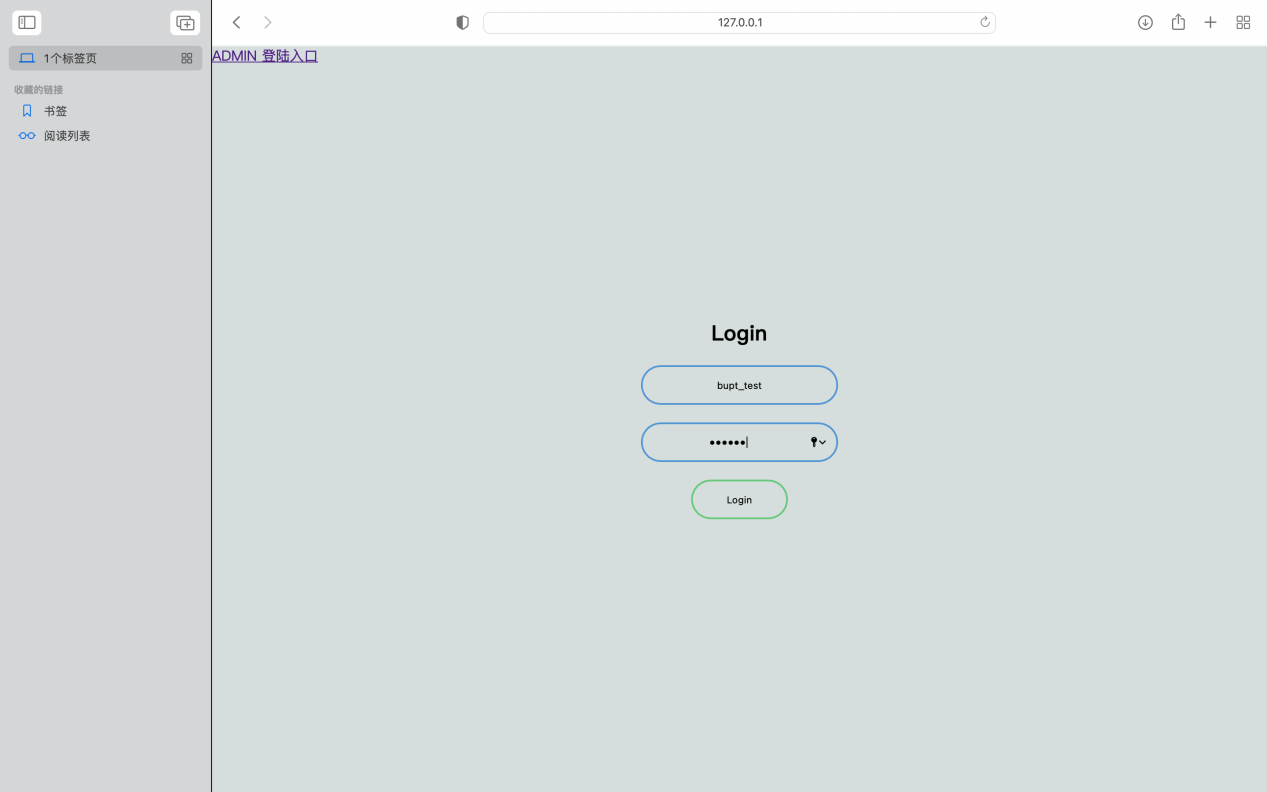 127.0.0.1
1个标签页
收藏的链接
书签
阅读列表
ADMIN 登陆入口
Login
bupt_test
••••••
Login